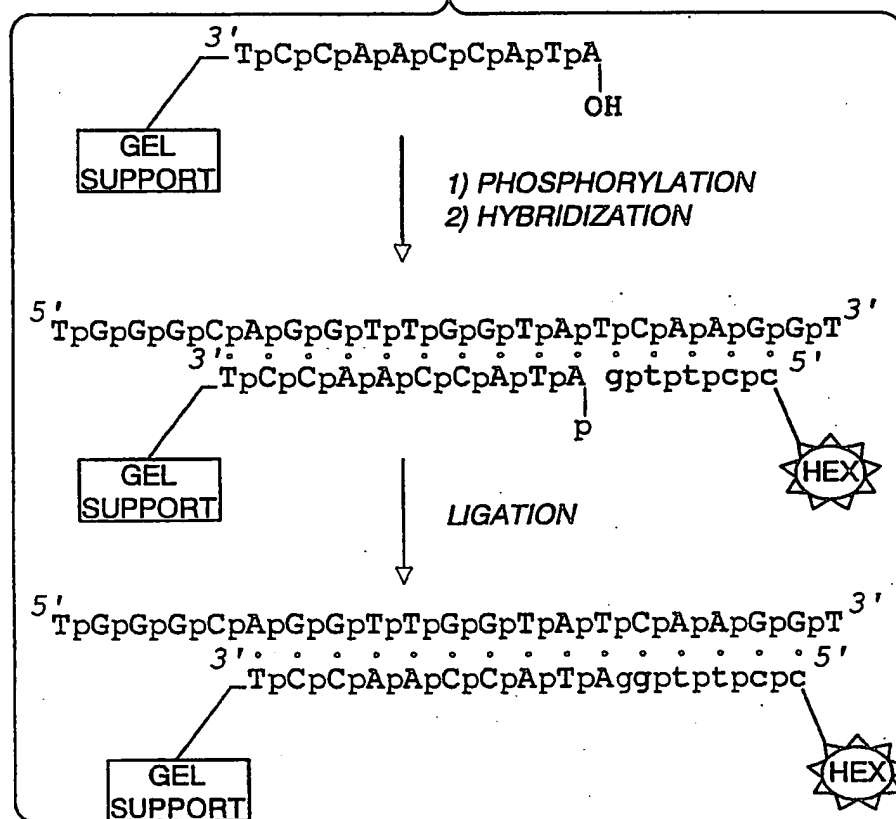 3'
TpCpCpApApCpCpApTpA
OH
GEL
SUPPORT
1) PHOSPHORYLATION
2) HYBRIDIZATION
5' TpGpGpGpCpApGpGpTpTpGpGpTpApTpCpApApGpGpT 3'
3' TpCpCpApApCpCpApTpA gptptpcpc 5'
p
GEL
SUPPORT
HEX
LIGATION
5' TpGpGpGpCpApGpGpTpTpGpGpTpApTpCpApApGpGpT 3'
3' TpCpCpApApCpCpApTpAggptptpcpc 5'
GEL
SUPPORT
HEX